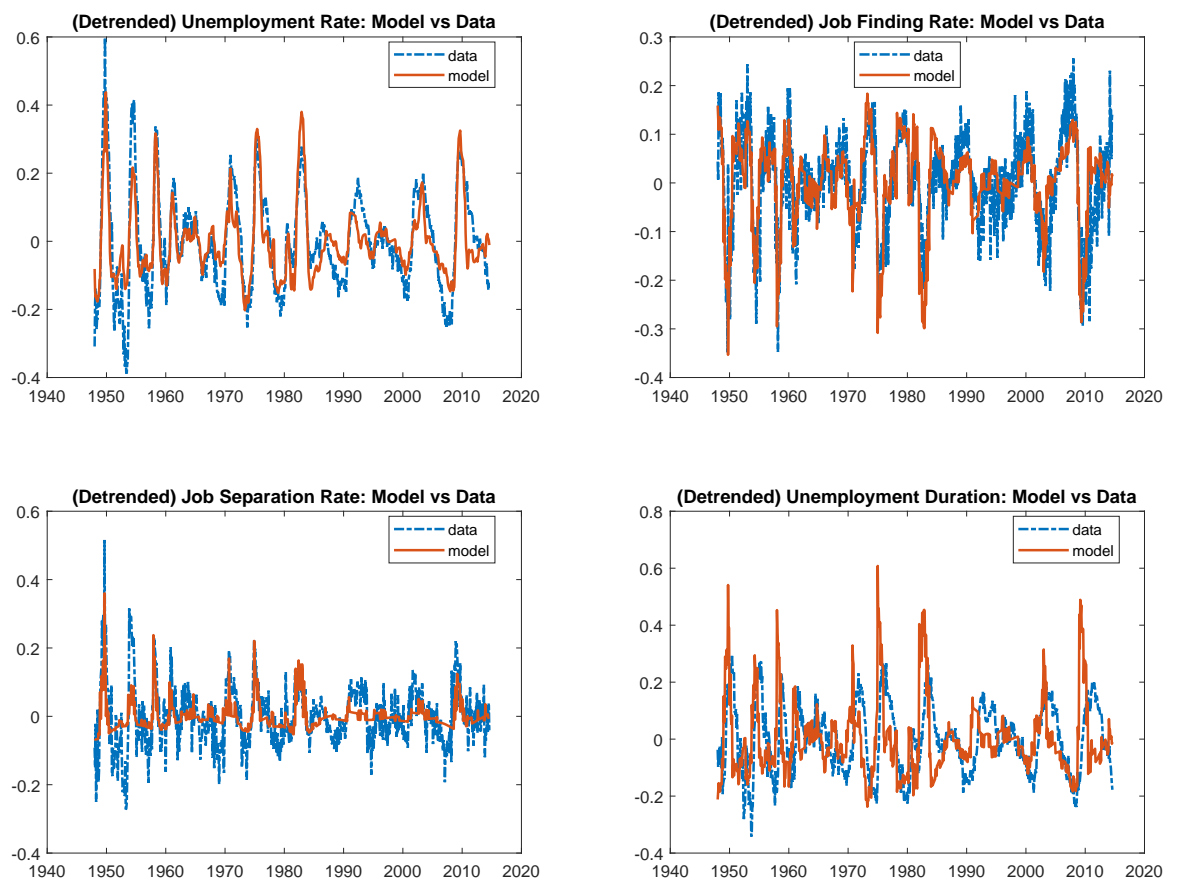 (Detrended) Unemployment Rate: Model vs Data
0.6
0.4
0.2
0
-0.2
-0.4
1940 1950 1960 1970 1980 1990 2000 2010 2020
data
model
(Detrended) Job Finding Rate: Model vs Data
0.3
0.2
0.1
0
-0.1
-0.2
-0.3
-0.4
1940 1950 1960 1970 1980 1990 2000 2010 2020
data
model
(Detrended) Job Separation Rate: Model vs Data
0.6
0.4
0.2
0
-0.2
-0.4
1940 1950 1960 1970 1980 1990 2000 2010 2020
data
model
(Detrended) Unemployment Duration: Model vs Data
0.8
0.6
0.4
0.2
0
-0.2
-0.4
1940 1950 1960 1970 1980 1990 2000 2010 2020
data
model